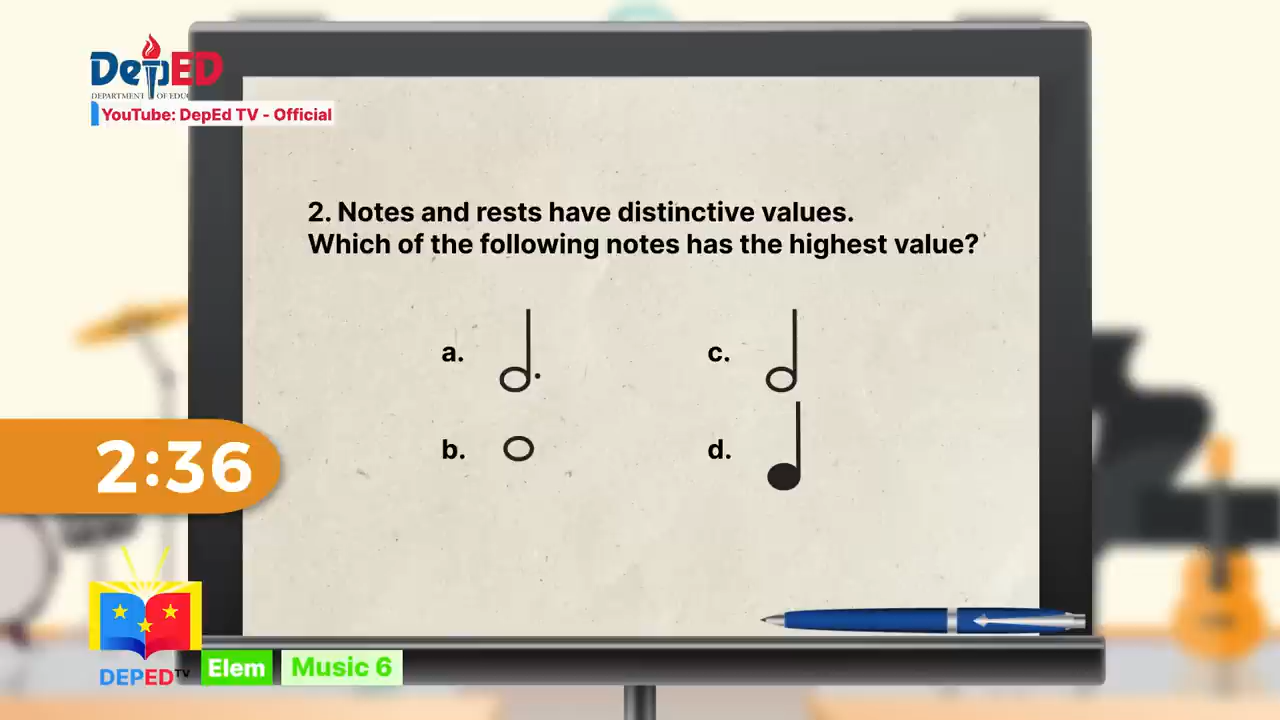 DepED
DEPARTMENT OF EDUC
YouTube: DepEd TV - Official
2. Notes and rests have distinctive values.
Which of the following notes has the highest value?
a.
c.
b.
d.
2:36
DEPED TV
Elem
Music 6